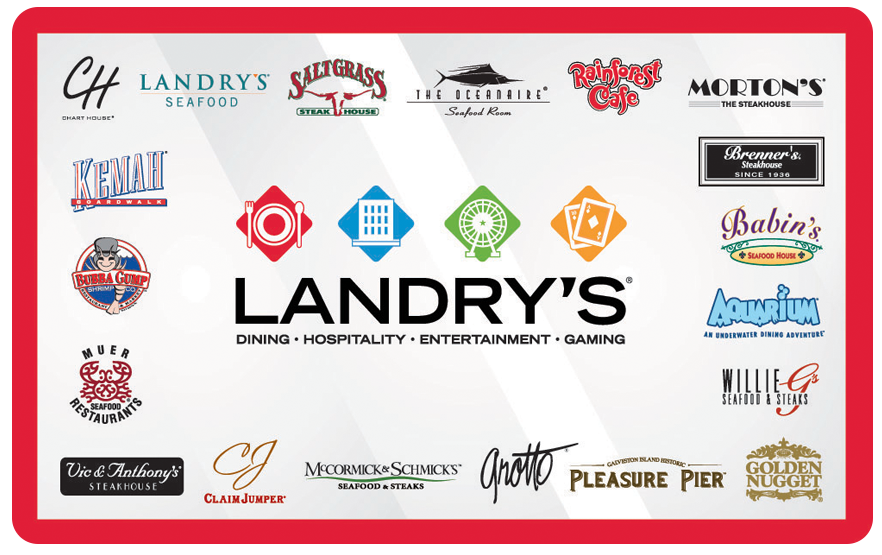 CH
CHART HOUSE®
LANDRY'S®
SEAFOOD
SALTGRASS®
STEAK HOUSE
THE OCEANAIRE®
Seafood Room
Rainforest
Cafe
MORTON'S®
THE STEAKHOUSE
KEMAH
BOARDWALK
Brenner's
Steakhouse
SINCE 1936
Babin's
SEAFOOD HOUSE
BUBBA GUMP
SHRIMP CO.
RESTAURANT & MARKET
AQUARIUM
AN UNDERWATER DINING ADVENTURE
LANDRY'S®
DINING • HOSPITALITY • ENTERTAINMENT • GAMING
MUER
SEAFOOD
RESTAURANTS
WILLIE G's
SEAFOOD & STEAKS
Vic & Anthony's
STEAKHOUSE
CJ
CLAIM JUMPER®
MCCORMICK & SCHMICK'S
SEAFOOD & STEAKS
grotto
GALVESTON ISLAND HISTORIC
PLEASURE PIER
GOLDEN
NUGGET